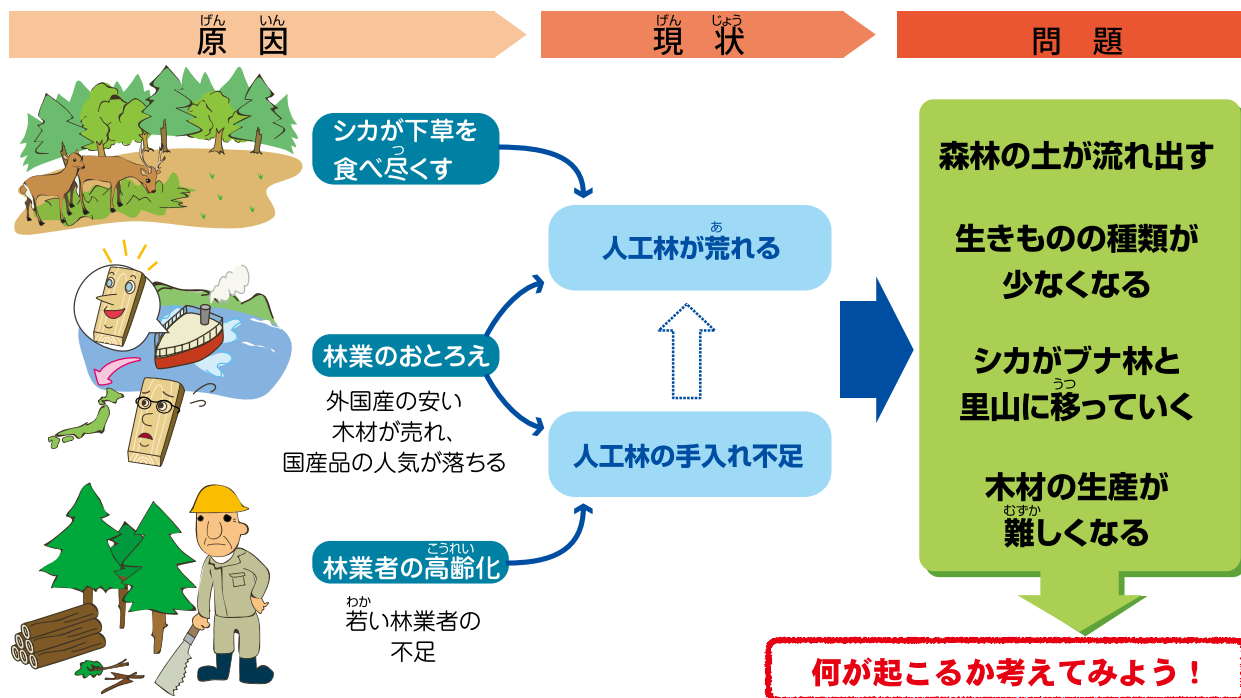 原因
現状
問題
シカが下草を
食べ尽くす
林業のおとろえ
外国産の安い
木材が売れ、
国産品の人気が落ちる
林業者の高齢化
若い林業者の
不足
人工林が荒れる
人工林の手入れ不足
森林の土が流れ出す
生きものの種類が
少なくなる
シカがブナ林と
里山に移っていく
木材の生産が
難しくなる
何が起こるか考えてみよう！
げん いん
げん じょう
つ
こうれい
わか
あ
うつ
むずか